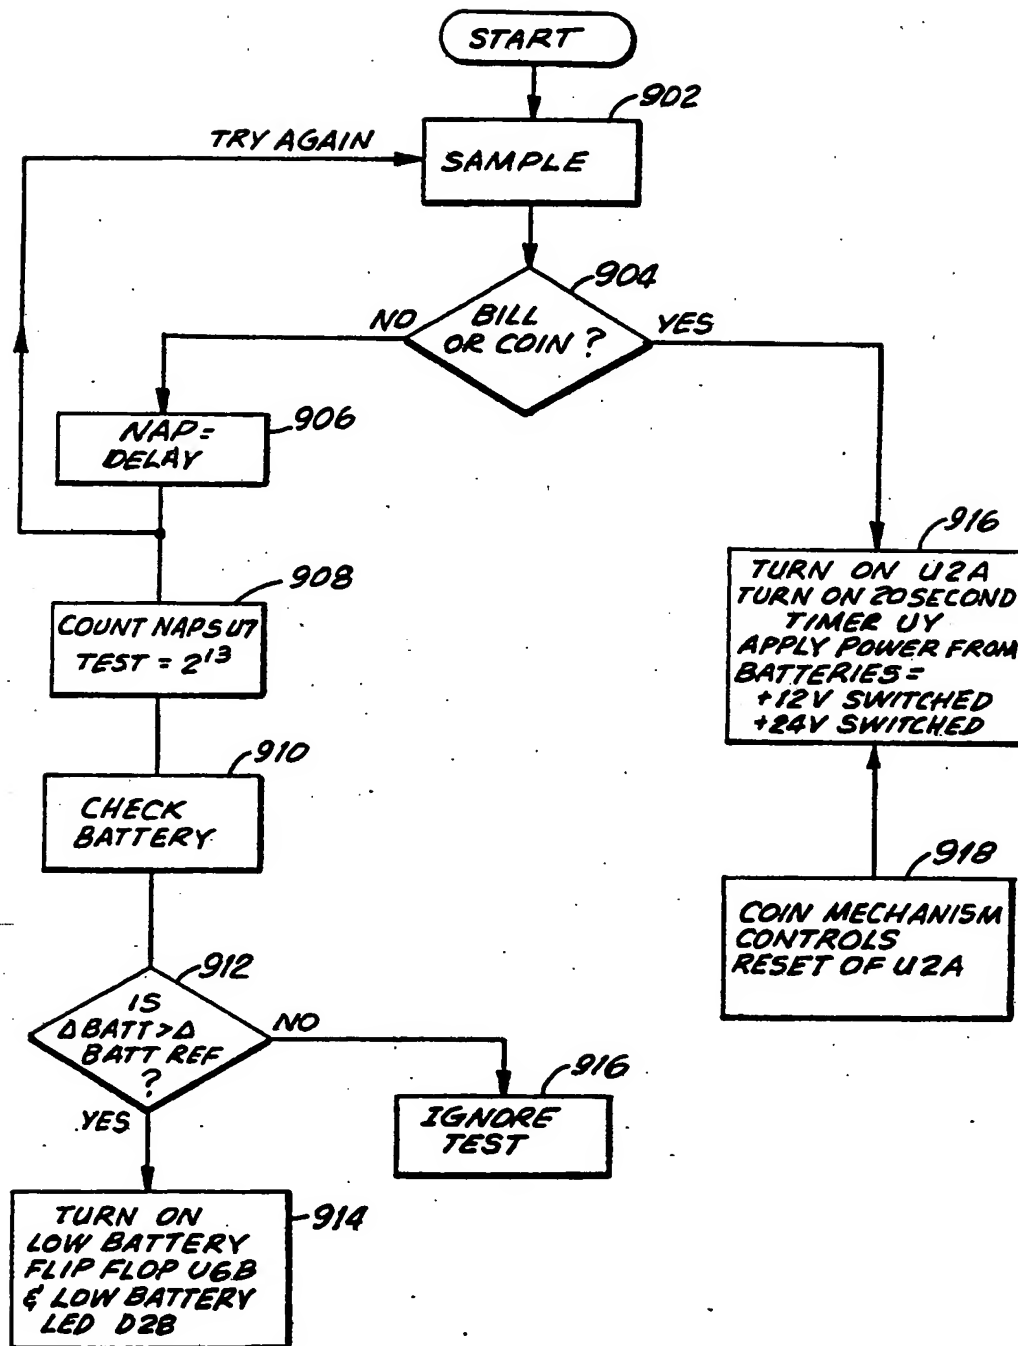 START
902
TRY AGAIN
SAMPLE
904
NO
BILL
OR COIN ?
YES
906
NAP =
DELAY
916
TURN ON U2A
TURN ON 20 SECOND
TIMER UY
APPLY POWER FROM
BATTERIES =
+12V SWITCHED
+24V SWITCHED
908
COUNT NAPS U7
TEST = 2¹³
910
CHECK
BATTERY
918
COIN MECHANISM
CONTROLS
RESET OF U2A
912
IS
Δ BATT > Δ
BATT REF
?
NO
YES
916
IGNORE
TEST
914
TURN ON
LOW BATTERY
FLIP FLOP U6B
& LOW BATTERY
LED D2B